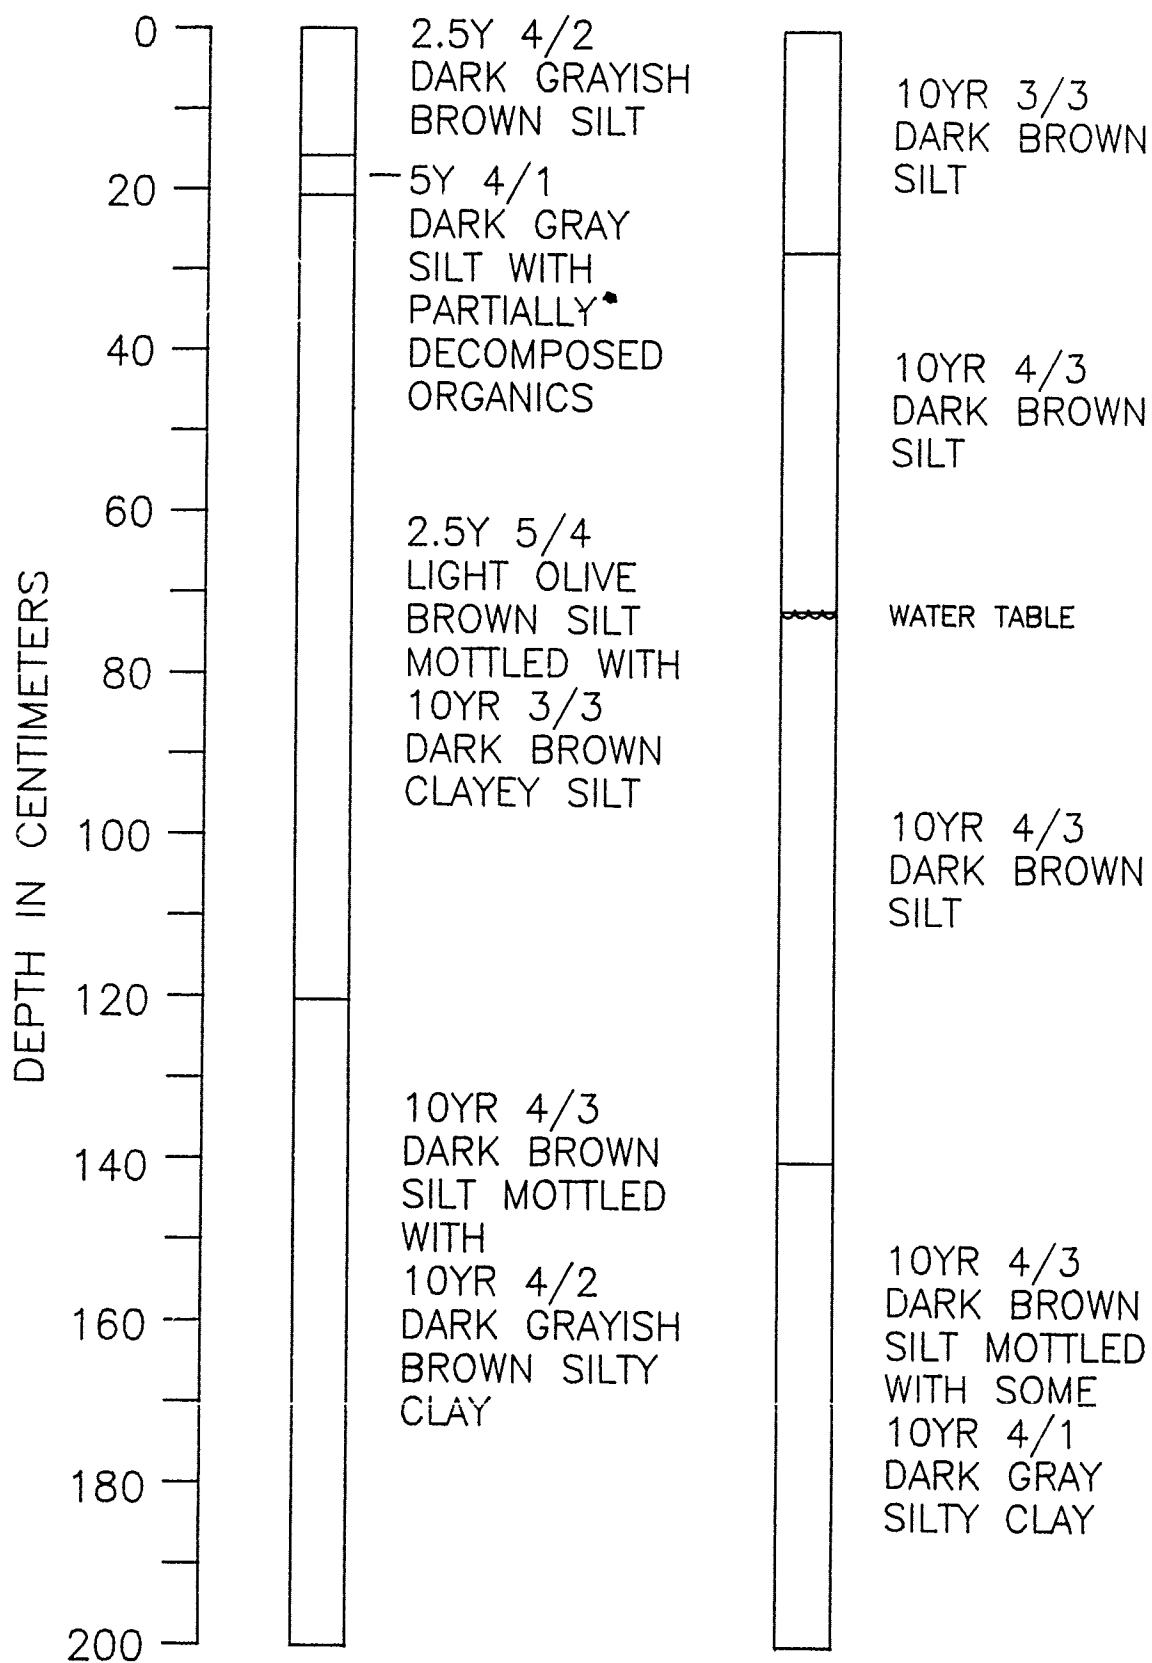 DEPTH IN CENTIMETERS
0
20
40
60
80
100
120
140
160
180
200
2.5Y 4/2
DARK GRAYISH
BROWN SILT
5Y 4/1
DARK GRAY
SILT WITH
PARTIALLY
DECOMPOSED
ORGANICS
2.5Y 5/4
LIGHT OLIVE
BROWN SILT
MOTTLED WITH
10YR 3/3
DARK BROWN
CLAYEY SILT
10YR 4/3
DARK BROWN
SILT MOTTLED
WITH
10YR 4/2
DARK GRAYISH
BROWN SILTY
CLAY
10YR 3/3
DARK BROWN
SILT
10YR 4/3
DARK BROWN
SILT
WATER TABLE
10YR 4/3
DARK BROWN
SILT
10YR 4/3
DARK BROWN
SILT MOTTLED
WITH SOME
10YR 4/1
DARK GRAY
SILTY CLAY